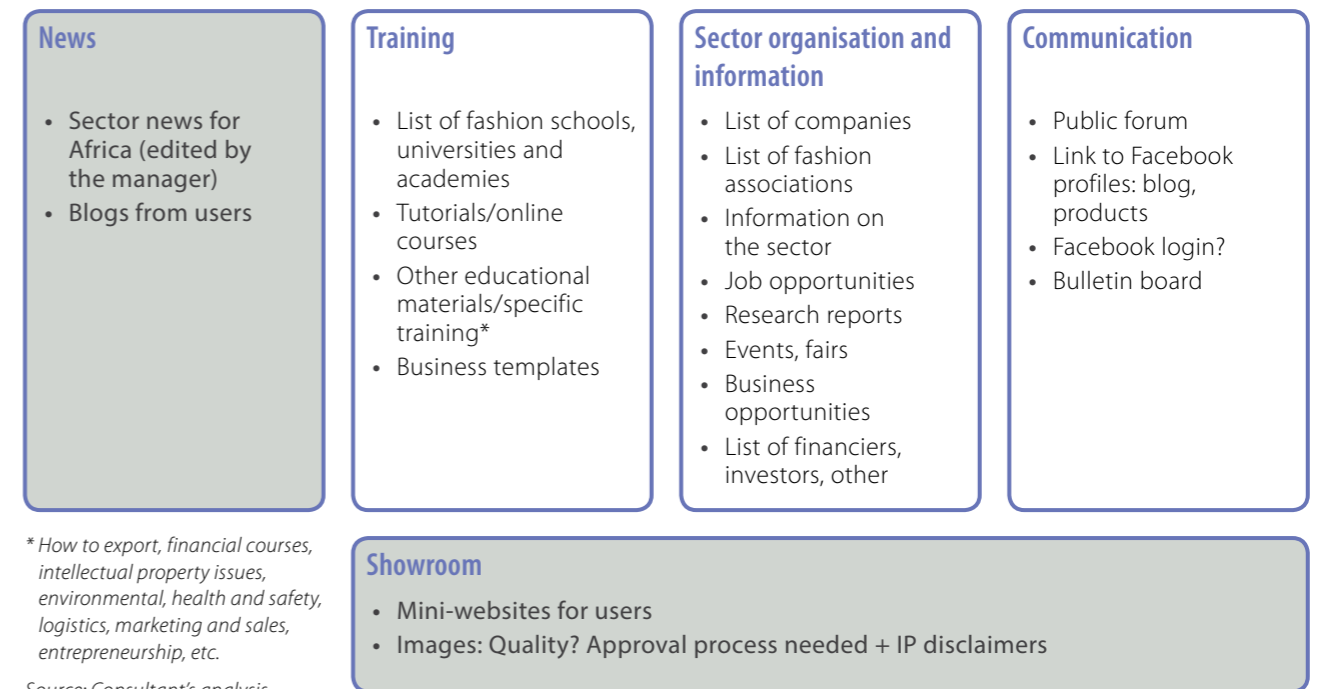 News
• Sector news for
Africa (edited by
the manager)
• Blogs from users
Training
• List of fashion schools,
universities and
academies
• Tutorials/online
courses
• Other educational
materials/specific
training*
• Business templates
Sector organisation and
information
• List of companies
• List of fashion
associations
• Information on
the sector
• Job opportunities
• Research reports
• Events, fairs
• Business
opportunities
• List of financiers,
investors, other
Communication
• Public forum
• Link to Facebook
profiles: blog,
products
• Facebook login?
• Bulletin board
* How to export, financial courses,
intellectual property issues,
environmental, health and safety,
logistics, marketing and sales,
entrepreneurship, etc.
Source: Consultant's analysis
Showroom
• Mini-websites for users
• Images: Quality? Approval process needed + IP disclaimers